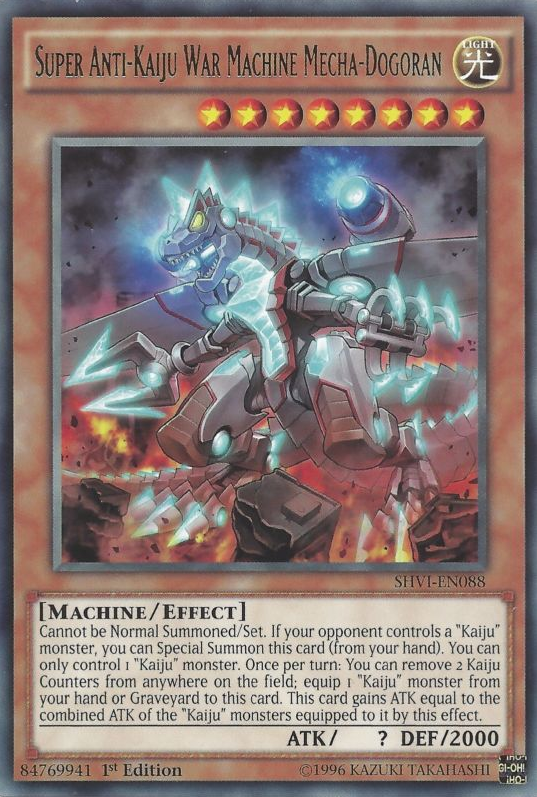 SUPER ANTI-KAIJU WAR MACHINE MECHA-DOGORAN
LIGHT
光
SHVI-EN088
[MACHINE/EFFECT]
Cannot be Normal Summoned/Set. If your opponent controls a "Kaiju"
monster, you can Special Summon this card (from your hand). You can
only control 1 "Kaiju" monster. Once per turn: You can remove 2 Kaiju
Counters from anywhere on the field; equip 1 "Kaiju" monster from
your hand or Graveyard to this card. This card gains ATK equal to the
combined ATK of the "Kaiju" monsters equipped to it by this effect.
ATK/ ? DEF/2000
84769941 1st Edition ©1996 KAZUKI TAKAHASHI